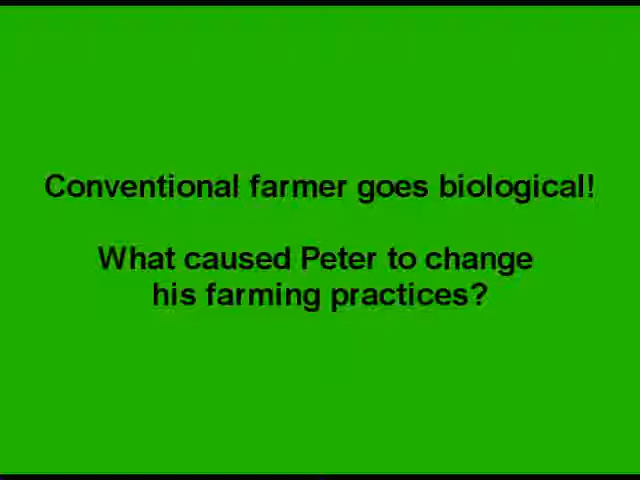 Conventional farmer goes biological!
What caused Peter to change
his farming practices?